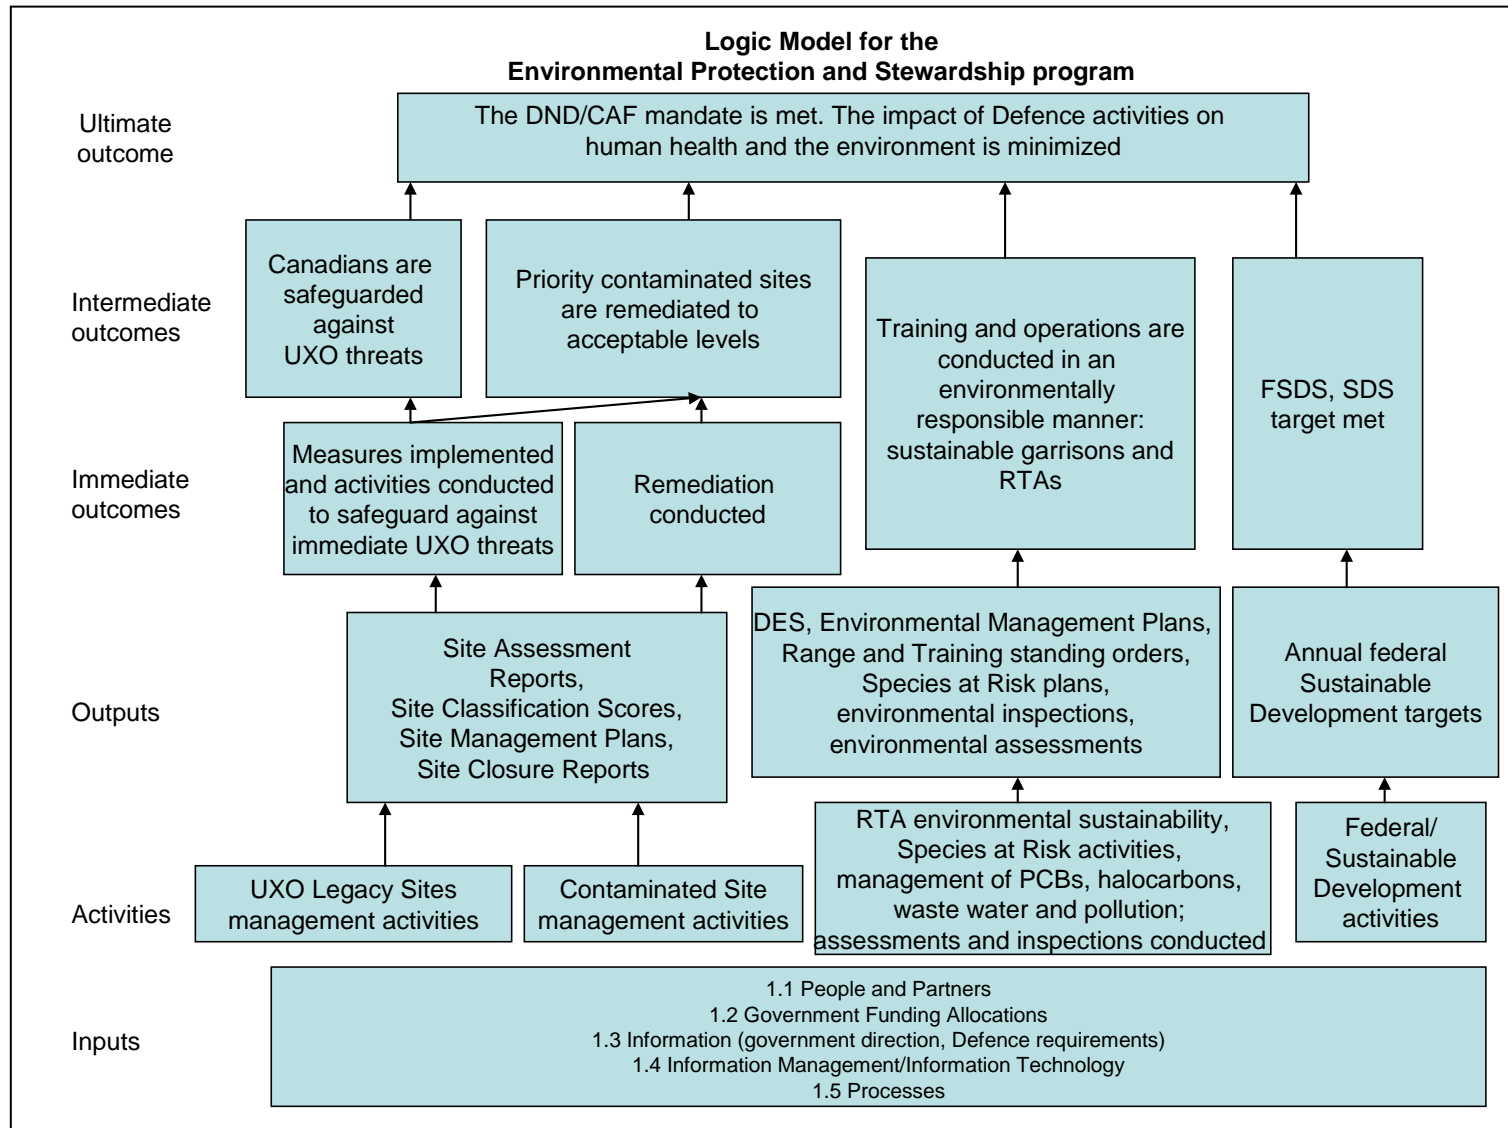 Logic Model for the
Environmental Protection and Stewardship program
Ultimate
outcome
The DND/CAF mandate is met. The impact of Defence activities on
human health and the environment is minimized
Intermediate
outcomes
Canadians are
safeguarded
against
UXO threats
Priority contaminated sites
are remediated to
acceptable levels
Training and operations are
conducted in an
environmentally
responsible manner:
sustainable garrisons and
RTAs
FSDS, SDS
target met
Immediate
outcomes
Measures implemented
and activities conducted
to safeguard against
immediate UXO threats
Remediation
conducted
Outputs
Site Assessment
Reports,
Site Classification Scores,
Site Management Plans,
Site Closure Reports
DES, Environmental Management Plans,
Range and Training standing orders,
Species at Risk plans,
environmental inspections,
environmental assessments
Annual federal
Sustainable
Development targets
Activities
UXO Legacy Sites
management activities
Contaminated Site
management activities
RTA environmental sustainability,
Species at Risk activities,
management of PCBs, halocarbons,
waste water and pollution;
assessments and inspections conducted
Federal/
Sustainable
Development
activities
Inputs
1.1 People and Partners
1.2 Government Funding Allocations
1.3 Information (government direction, Defence requirements)
1.4 Information Management/Information Technology
1.5 Processes